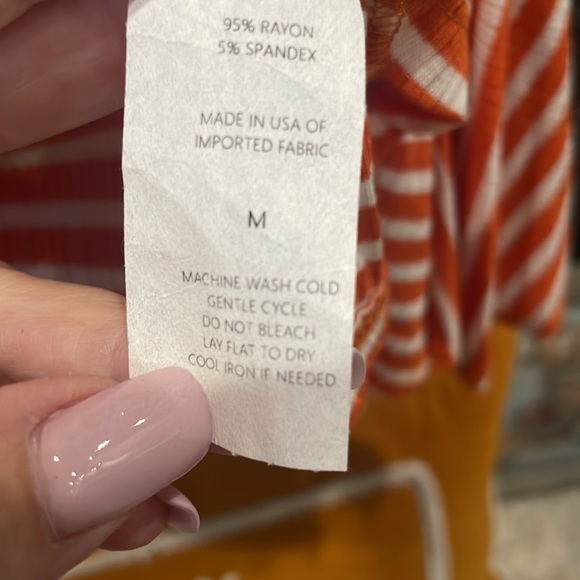 95% RAYON
5% SPANDEX
MADE IN USA OF
IMPORTED FABRIC
M
MACHINE WASH COLD
GENTLE CYCLE
DO NOT BLEACH
LAY FLAT TO DRY
COOL IRON IF NEEDED